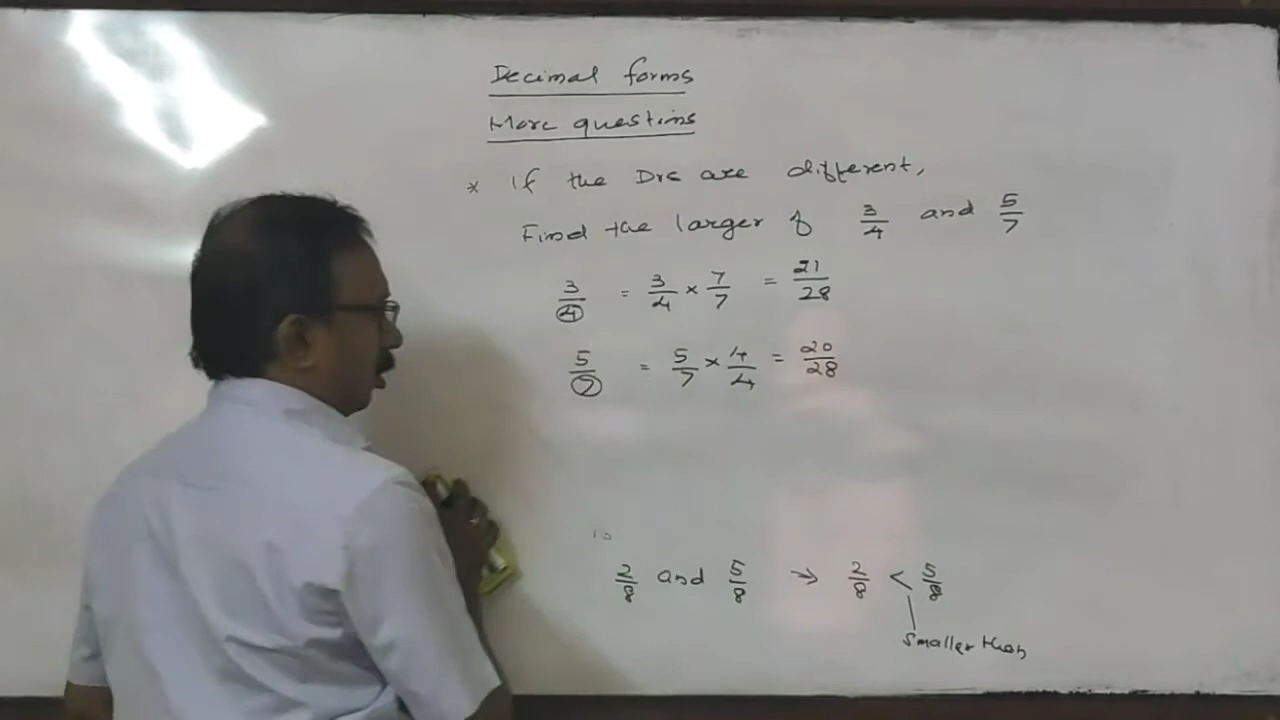 Decimal forms
More questions
* If the Drs are different,
Find the larger of 3/4 and 5/7
3/4 = 3/4 × 7/7 = 21/28
5/7 = 5/7 × 4/4 = 20/28
2/8 and 5/8 → 2/8 < 5/8
Smaller than